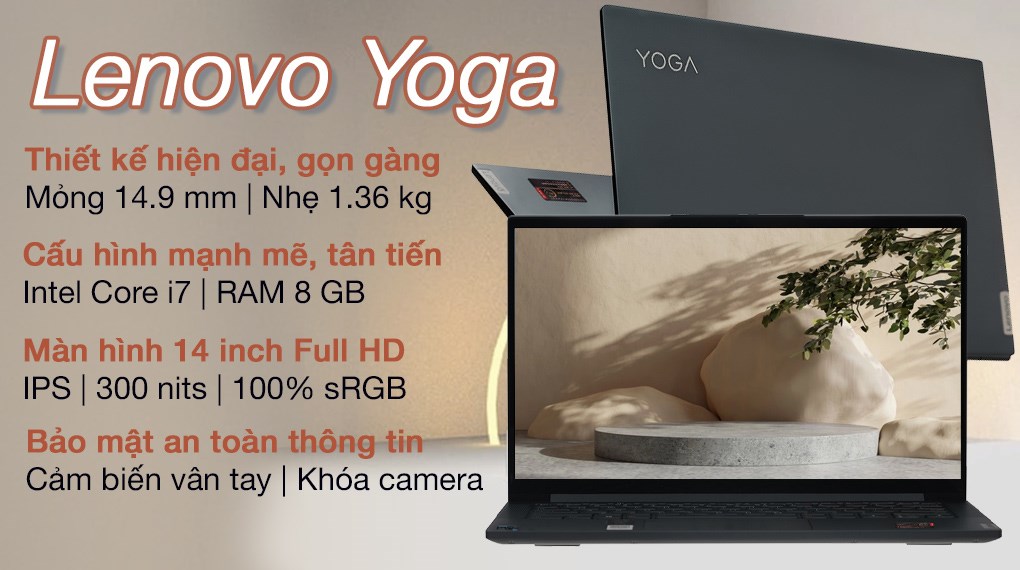 Lenovo Yoga
YOGA
Thiết kế hiện đại, gọn gàng
Mỏng 14.9 mm | Nhẹ 1.36 kg
Cấu hình mạnh mẽ, tân tiến
Intel Core i7 | RAM 8 GB
Màn hình 14 inch Full HD
IPS | 300 nits | 100% sRGB
Bảo mật an toàn thông tin
Cảm biến vân tay | Khóa camera